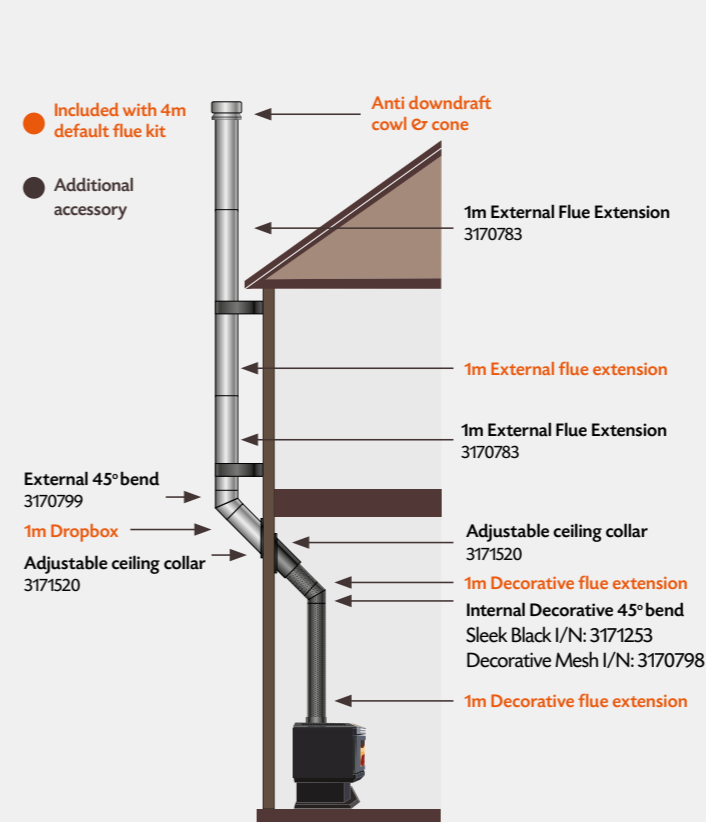 Included with 4m
default flue kit
Additional
accessory
Anti downdraft
cowl & cone
1m External Flue Extension
3170783
1m External flue extension
1m External Flue Extension
3170783
External 45° bend
3170799
1m Dropbox
Adjustable ceiling collar
3171520
Adjustable ceiling collar
3171520
1m Decorative flue extension
Internal Decorative 45° bend
Sleek Black I/N: 3171253
Decorative Mesh I/N: 3170798
1m Decorative flue extension